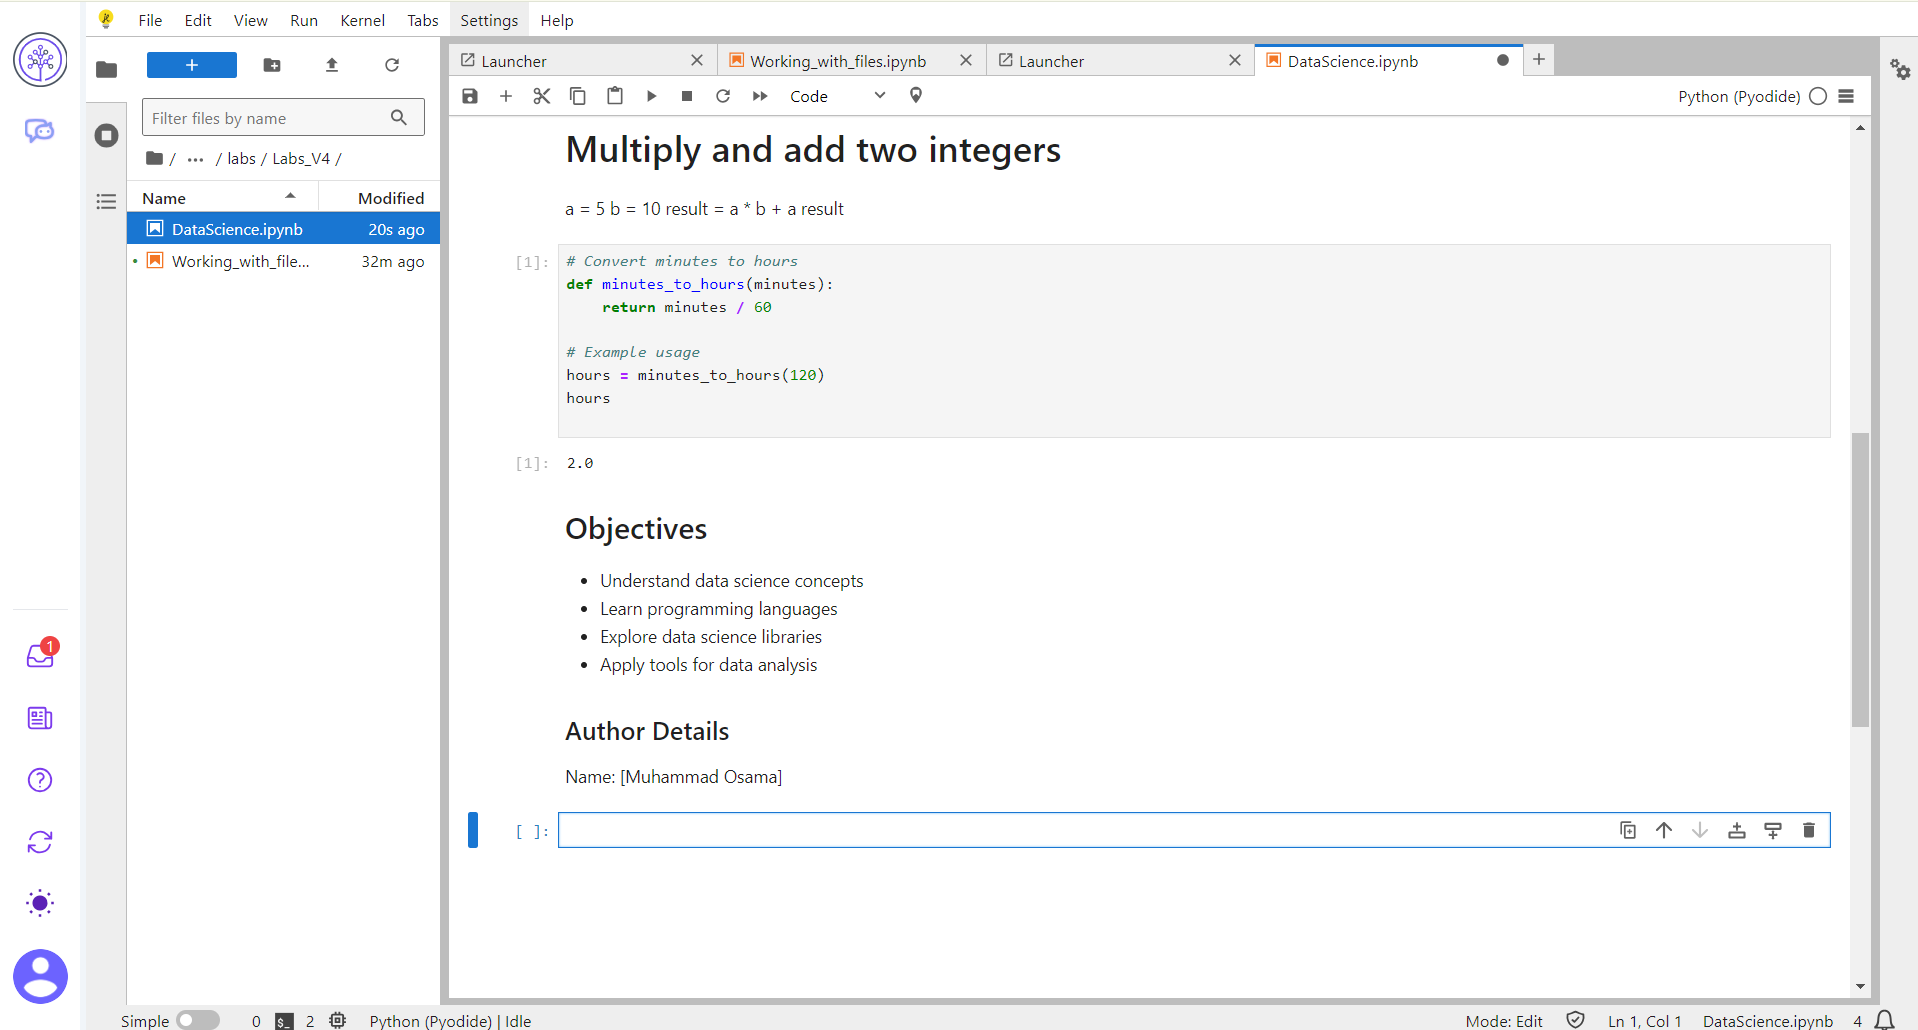 File Edit View Run Kernel Tabs Settings Help
+
Filter files by name
/ ··· / labs / Labs_V4 /
Name Modified
DataScience.ipynb 20s ago
Working_with_file... 32m ago
Launcher
Working_with_files.ipynb
Launcher
DataScience.ipynb
Code
Python (Pyodide)
Multiply and add two integers
a = 5 b = 10 result = a * b + a result
[1]:
# Convert minutes to hours
def minutes_to_hours(minutes):
return minutes / 60
# Example usage
hours = minutes_to_hours(120)
hours
[1]: 2.0
Objectives
• Understand data science concepts
• Learn programming languages
• Explore data science libraries
• Apply tools for data analysis
Author Details
Name: [Muhammad Osama]
[ ]:
1
Simple 0 $_ 2 Python (Pyodide) | Idle
Mode: Edit Ln 1, Col 1 DataScience.ipynb 4